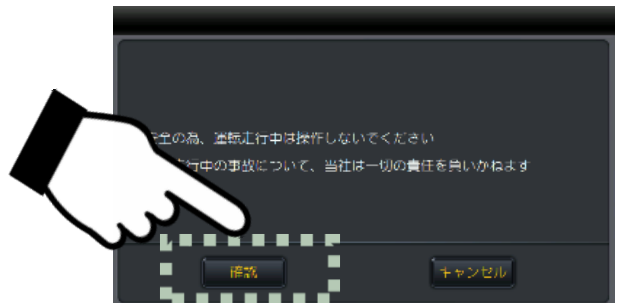 全の為、運転走行中は操作しないでください
行中の事故について、当社は一切の責任を負いかねます
確認
キャンセル